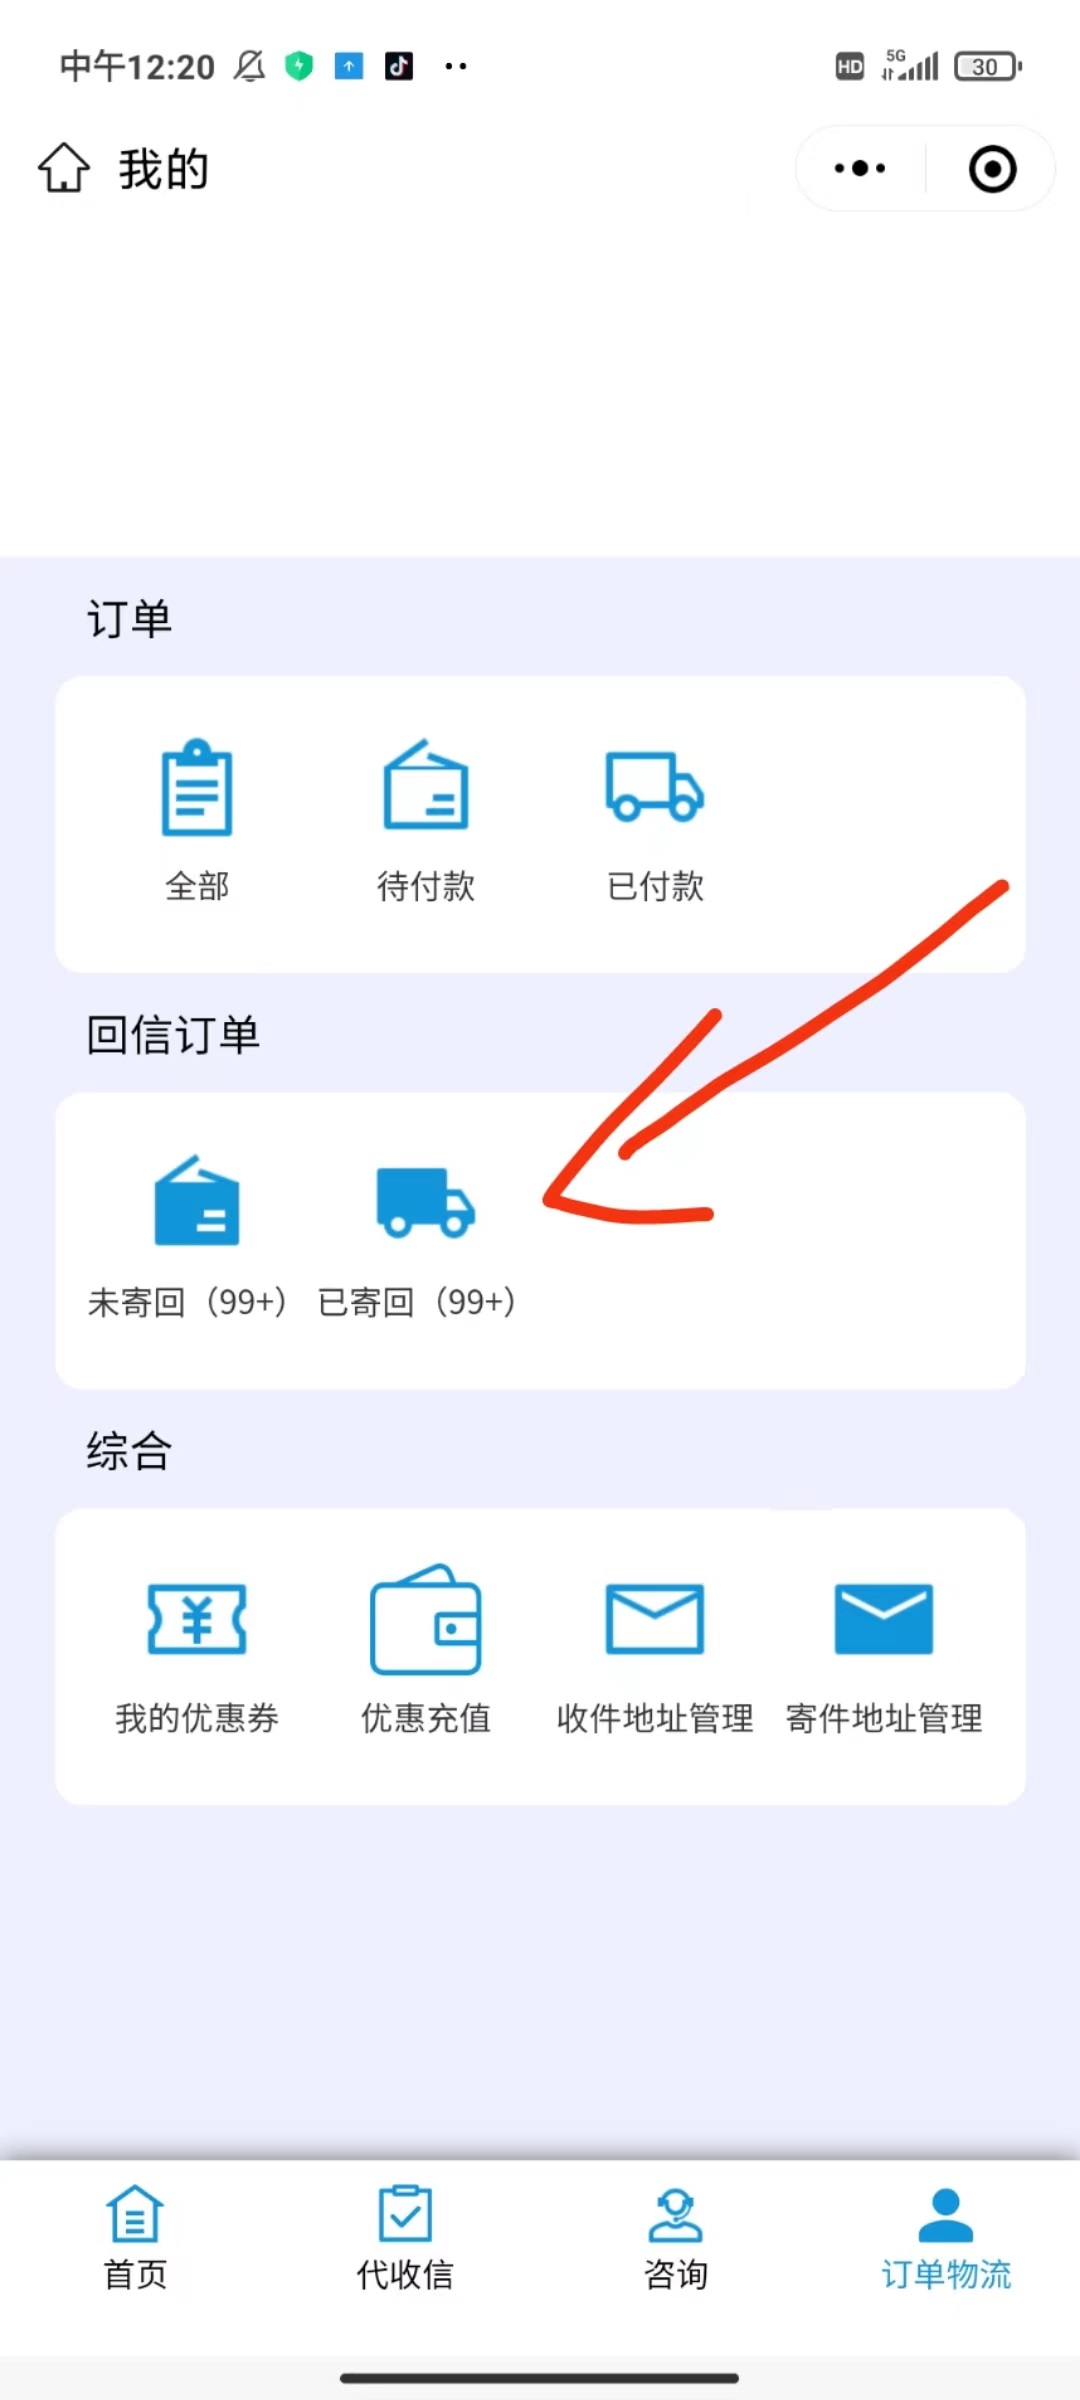 中午12:20
HD 5G 30
我的
订单
全部 待付款 已付款
回信订单
未寄回（99+） 已寄回（99+）
综合
¥
我的优惠券 优惠充值 收件地址管理 寄件地址管理
首页 代收信 咨询 订单物流